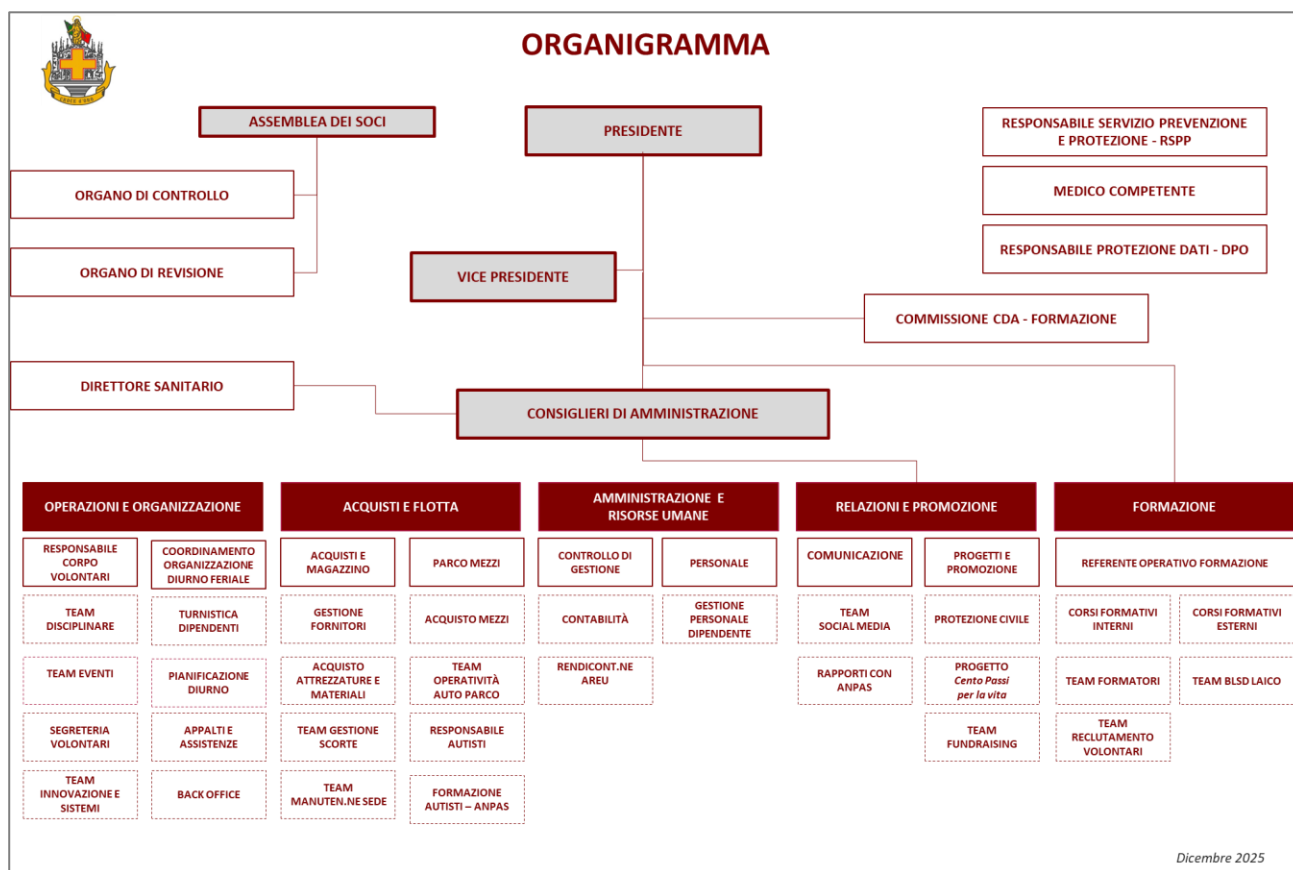 ORGANIGRAMMA
CROCE D'ORO
ASSEMBLEA DEI SOCI
PRESIDENTE
RESPONSABILE SERVIZIO PREVENZIONE
E PROTEZIONE - RSPP
ORGANO DI CONTROLLO
MEDICO COMPETENTE
ORGANO DI REVISIONE
VICE PRESIDENTE
RESPONSABILE PROTEZIONE DATI - DPO
COMMISSIONE CDA - FORMAZIONE
DIRETTORE SANITARIO
CONSIGLIERI DI AMMINISTRAZIONE
OPERAZIONI E ORGANIZZAZIONE
RESPONSABILE
CORPO
VOLONTARI
TEAM
DISCIPLINARE
TEAM EVENTI
SEGRETERIA
VOLONTARI
TEAM
INNOVAZIONE E
SISTEMI
COORDINAMENTO
ORGANIZZAZIONE
DIURNO FERIALE
TURNISTICA
DIPENDENTI
PIANIFICAZIONE
DIURNO
APPALTI E
ASSISTENZE
BACK OFFICE
ACQUISTI E FLOTTA
ACQUISTI E
MAGAZZINO
GESTIONE
FORNITORI
ACQUISTO
ATTREZZATURE E
MATERIALI
TEAM GESTIONE
SCORTE
TEAM
MANUTEN.NE SEDE
PARCO MEZZI
ACQUISTO MEZZI
TEAM
OPERATIVITÀ
AUTO PARCO
RESPONSABILE
AUTISTI
FORMAZIONE
AUTISTI – ANPAS
AMMINISTRAZIONE E
RISORSE UMANE
CONTROLLO DI
GESTIONE
CONTABILITÀ
RENDICONT.NE
AREU
PERSONALE
GESTIONE
PERSONALE
DIPENDENTE
RELAZIONI E PROMOZIONE
COMUNICAZIONE
TEAM
SOCIAL MEDIA
RAPPORTI CON
ANPAS
PROGETTI E
PROMOZIONE
PROTEZIONE CIVILE
PROGETTO
Cento Passi
per la vita
TEAM
FUNDRAISING
FORMAZIONE
REFERENTE OPERATIVO FORMAZIONE
CORSI FORMATIVI
INTERNI
TEAM FORMATORI
TEAM
RECLUTAMENTO
VOLONTARI
CORSI FORMATIVI
ESTERNI
TEAM BLSD LAICO
Dicembre 2025